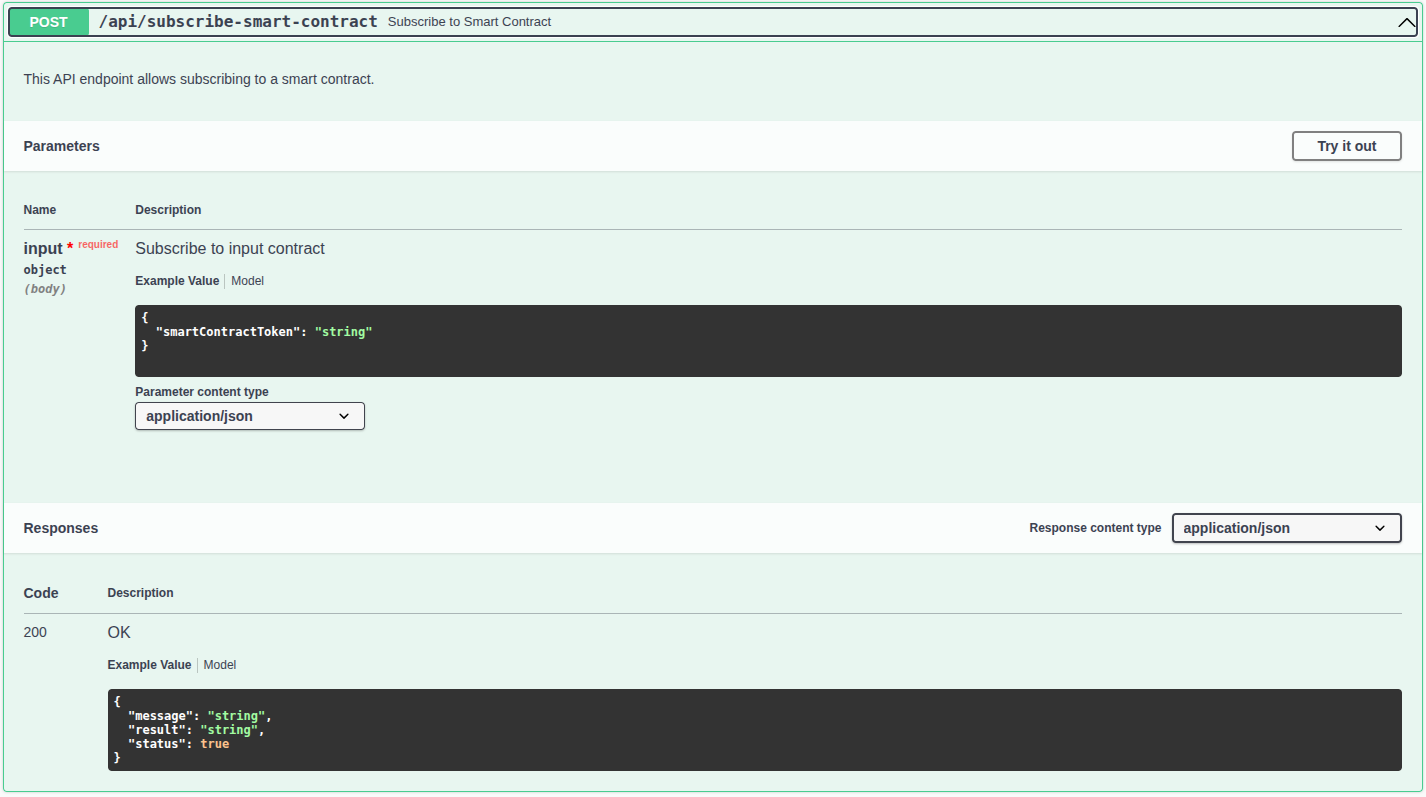 POST /api/subscribe-smart-contract Subscribe to Smart Contract
This API endpoint allows subscribing to a smart contract.
Parameters Try it out
Name Description
input * required Subscribe to input contract
object
(body)
Example Value Model
{
"smartContractToken": "string"
}
Parameter content type
application/json
Responses Response content type application/json
Code Description
200 OK
Example Value Model
{
"message": "string",
"result": "string",
"status": true
}